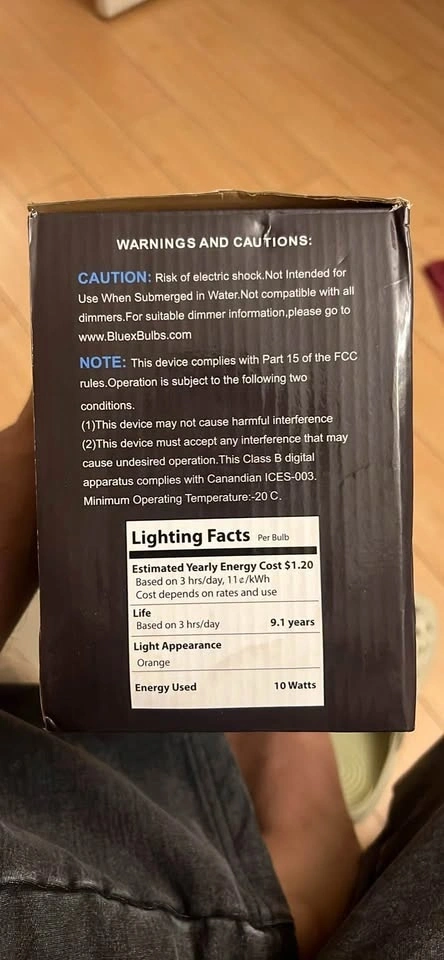 WARNINGS AND CAUTIONS:
CAUTION: Risk of electric shock.Not Intended for
Use When Submerged in Water.Not compatible with all
dimmers.For suitable dimmer information,please go to
www.BluexBulbs.com
NOTE: This device complies with Part 15 of the FCC
rules.Operation is subject to the following two
conditions.
(1)This device may not cause harmful interference
(2)This device must accept any interference that may
cause undesired operation.This Class B digital
apparatus complies with Canandian ICES-003.
Minimum Operating Temperature:-20 C.
Lighting Facts Per Bulb
Estimated Yearly Energy Cost $1.20
Based on 3 hrs/day, 11¢/kWh
Cost depends on rates and use
Life
Based on 3 hrs/day 9.1 years
Light Appearance
Orange
Energy Used 10 Watts